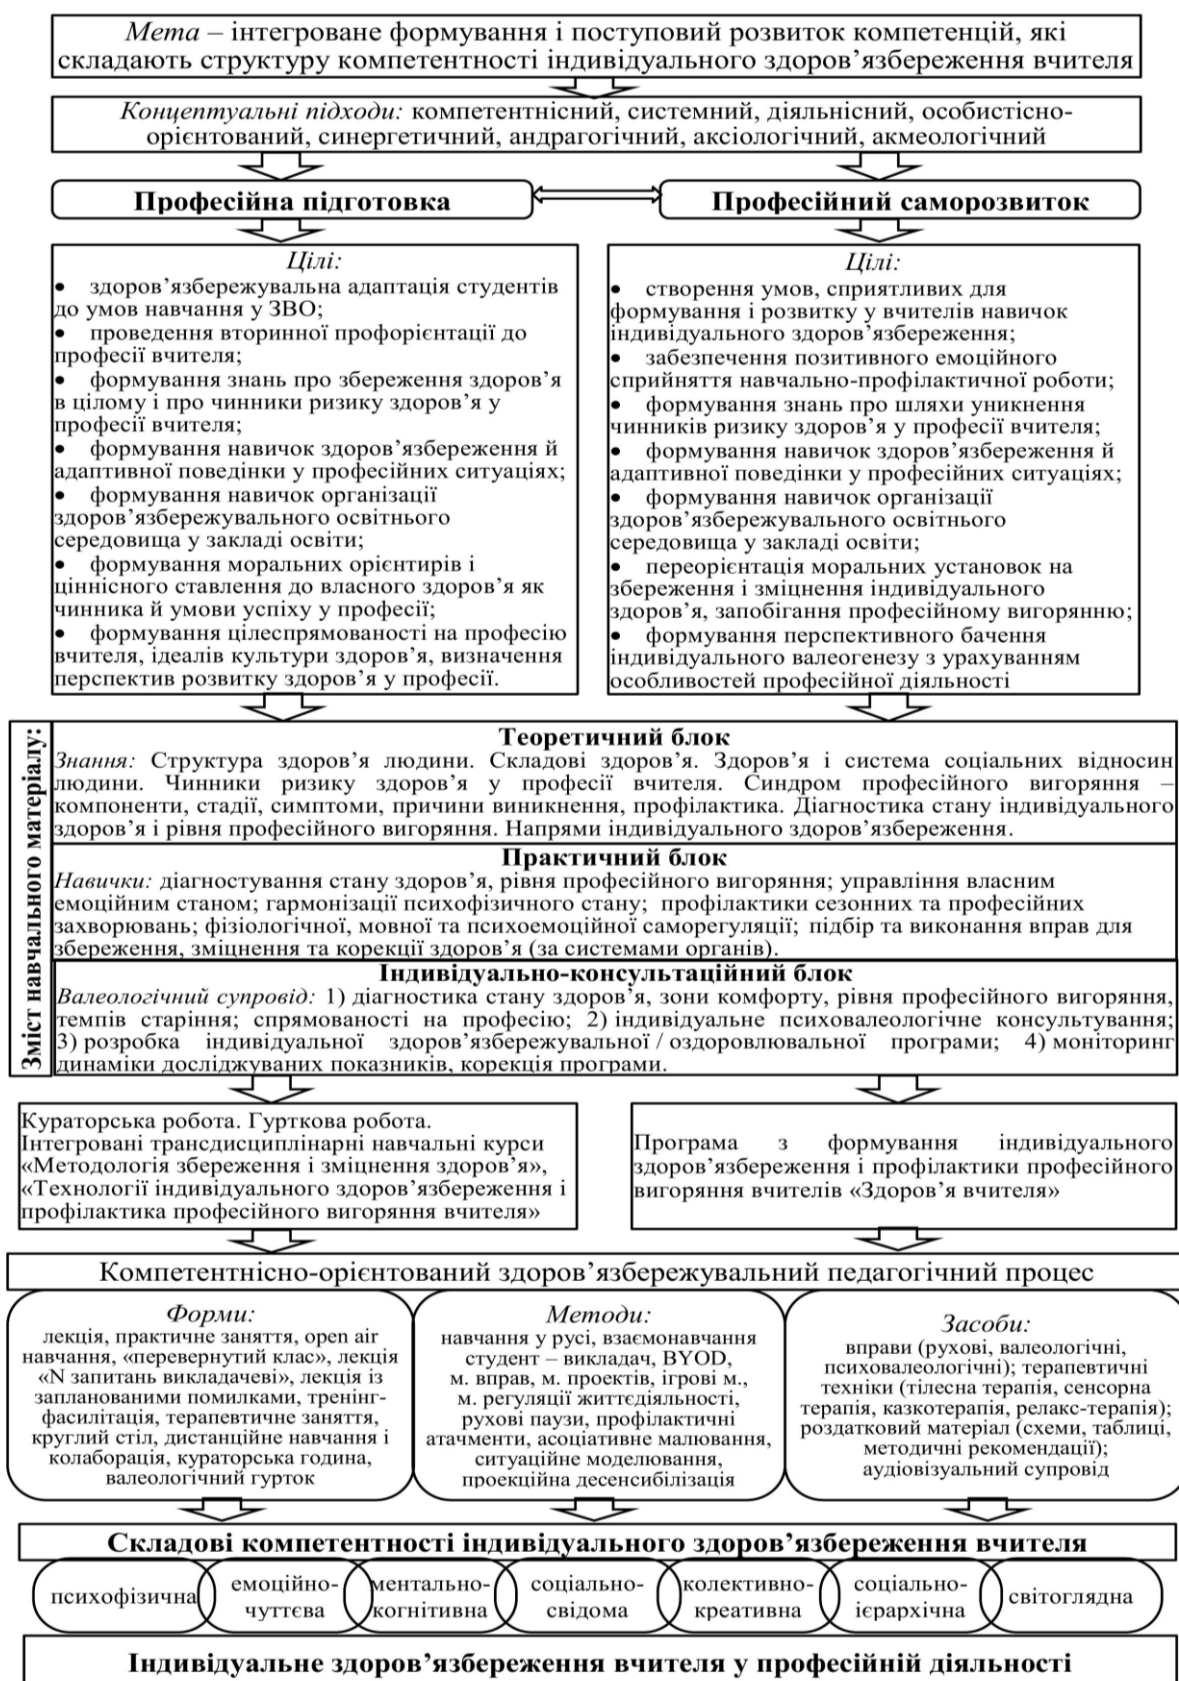 Мета – інтегроване формування і поступовий розвиток компетенцій, які
складають структуру компетентності індивідуального здоров’язбереження вчителя
Концептуальні підходи: компетентнісний, системний, діяльнісний, особистісно-
орієнтований, синергетичний, андрагогічний, аксіологічний, акмеологічний
Професійна підготовка
Професійний саморозвиток
Цілі:
• здоров’язбережувальна адаптація студентів
до умов навчання у ЗВО;
• проведення вторинної профорієнтації до
професії вчителя;
• формування знань про збереження здоров’я
в цілому і про чинники ризику здоров’я у
професії вчителя;
• формування навичок здоров’язбереження й
адаптивної поведінки у професійних ситуаціях;
• формування навичок організації
здоров’язбережувального освітнього
середовища у закладі освіти;
• формування моральних орієнтирів і
ціннісного ставлення до власного здоров’я як
чинника й умови успіху у професії;
• формування цілеспрямованості на професію
вчителя, ідеалів культури здоров’я, визначення
перспектив розвитку здоров’я у професії.
Цілі:
• створення умов, сприятливих для
формування і розвитку у вчителів навичок
індивідуального здоров’язбереження;
• забезпечення позитивного емоційного
сприйняття навчально-профілактичної роботи;
• формування знань про шляхи уникнення
чинників ризику здоров’я у професії вчителя;
• формування навичок здоров’язбереження й
адаптивної поведінки у професійних ситуаціях;
• формування навичок організації
здоров’язбережувального освітнього
середовища у закладі освіти;
• переорієнтація моральних установок на
збереження і зміцнення індивідуального
здоров’я, запобігання професійному вигорянню;
• формування перспективного бачення
індивідуального валеогенезу з урахуванням
особливостей професійної діяльності
Зміст навчального матеріалу:
Теоретичний блок
Знання: Структура здоров’я людини. Складові здоров’я. Здоров’я і система соціальних відносин
людини. Чинники ризику здоров’я у професії вчителя. Синдром професійного вигоряння –
компоненти, стадії, симптоми, причини виникнення, профілактика. Діагностика стану індивідуального
здоров’я і рівня професійного вигоряння. Напрями індивідуального здоров’язбереження.
Практичний блок
Навички: діагностування стану здоров’я, рівня професійного вигоряння; управління власним
емоційним станом; гармонізації психофізичного стану; профілактики сезонних та професійних
захворювань; фізіологічної, мовної та психоемоційної саморегуляції; підбір та виконання вправ для
збереження, зміцнення та корекції здоров’я (за системами органів).
Індивідуально-консультаційний блок
Валеологічний супровід: 1) діагностика стану здоров’я, зони комфорту, рівня професійного вигоряння,
темпів старіння; спрямованості на професію; 2) індивідуальне психовалеологічне консультування;
3) розробка індивідуальної здоров’язбережувальної / оздоровлювальної програми; 4) моніторинг
динаміки досліджуваних показників, корекція програми.
Кураторська робота. Гурткова робота.
Інтегровані трансдисциплінарні навчальні курси
«Методологія збереження і зміцнення здоров’я»,
«Технології індивідуального здоров’язбереження і
профілактика професійного вигоряння вчителя»
Програма з формування індивідуального
здоров’язбереження і профілактики професійного
вигоряння вчителів «Здоров’я вчителя»
Компетентнісно-орієнтований здоров’язбережувальний педагогічний процес
Форми:
лекція, практичне заняття, open air
навчання, «перевернутий клас», лекція
«N запитань викладачеві», лекція із
запланованими помилками, тренінг-
фасилітація, терапевтичне заняття,
круглий стіл, дистанційне навчання і
колаборація, кураторська година,
валеологічний гурток
Методи:
навчання у русі, взаємонавчання
студент – викладач, BYOD,
м. вправ, м. проектів, ігрові м.,
м. регуляції життєдіяльності,
рухові паузи, профілактичні
атачменти, асоціативне малювання,
ситуаційне моделювання,
проекційна десенсибілізація
Засоби:
вправи (рухові, валеологічні,
психовалеологічні); терапевтичні
техніки (тілесна терапія, сенсорна
терапія, казкотерапія, релакс-терапія);
роздатковий матеріал (схеми, таблиці,
методичні рекомендації);
аудіовізуальний супровід
Складові компетентності індивідуального здоров’язбереження вчителя
психофізична
емоційно-
чуттєва
ментально-
когнітивна
соціально-
свідома
колективно-
креативна
соціально-
ієрархічна
світоглядна
Індивідуальне здоров’язбереження вчителя у професійній діяльності